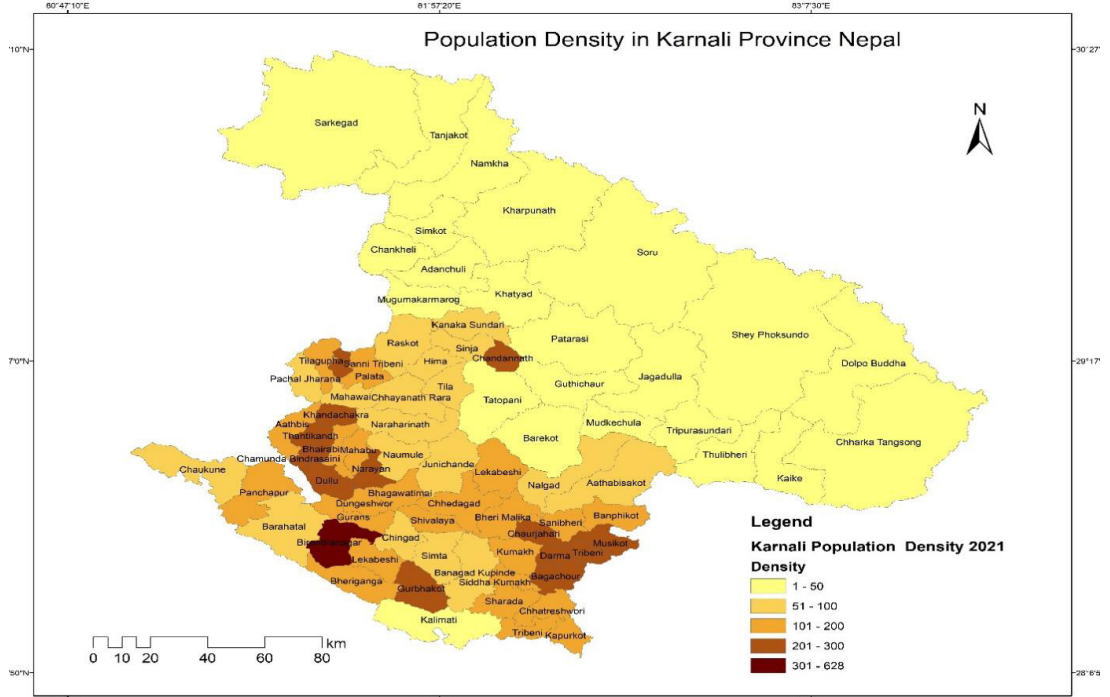 80°47'10"E
81°57'20"E
83°7'30"E
Population Density in Karnali Province Nepal
'10"N
30°27'
N
Sarkegad
Tanjakot
Namkha
Kharpunath
Simkot
Soru
Chankheli
Adanchuli
Khatyad
Mugumakarmarog
Kanaka Sundari
Patarasi
Shey Phoksundo
Raskot
Sinja
Chandannath
7'0"N
29°17'
Tilagupha
Sanni Tribeni
Hima
Dolpo Buddha
Pachal Jharana
Palata
Jagadulla
Guthichaur
Tila
Mahawai
Chhayanath Rara
Tatopani
Khandachakra
Aathbis
Naraharinath
Mudkechula
Tripurasundari
Thantikandh
Barekot
Chharka Tangsong
Bhairabi
Mahabu
Naumule
Thulibheri
Chamunda Bindrasaini
Chaukune
Narayan
Junichande
Lekabeshi
Kaike
Dullu
Nalgad
Aathabisakot
Panchapur
Bhagawatimai
Dungeshwor
Chhedagad
Gurans
Shivalaya
Bheri Malika
Banphikot
Sanibheri
Barahatal
Chaurjahari
Chingad
Musikot
Simta
Kumakh
Darma
Tribeni
Lekabeshi
Banagad Kupinde
Bagachour
Bheriganga
Siddha Kumakh
Gurbhakot
Sharada
Chhatreshwori
Kalimati
Tribeni
Kapurkot
Legend
Karnali Population Density 2021
Density
1 - 50
51 - 100
101 - 200
201 - 300
301 - 628
0 5 10 20 40 60 80 km
'50"N
28°6'5